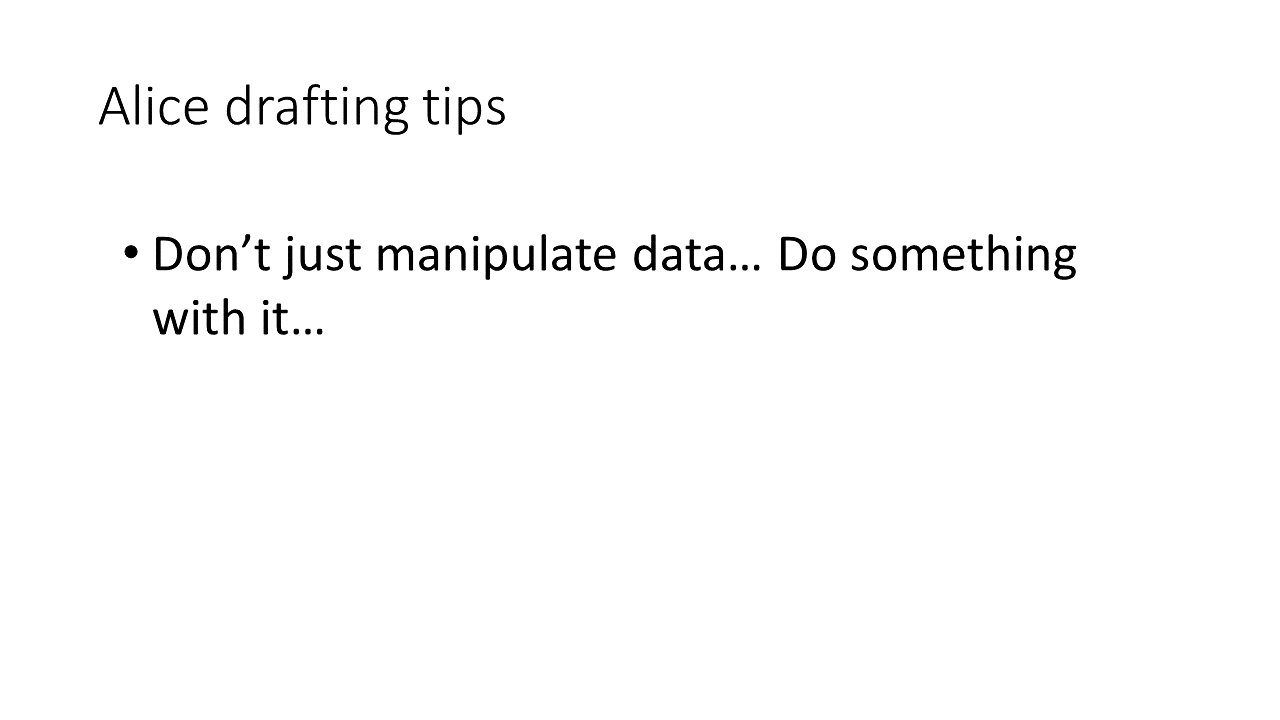 Alice drafting tips
• Don’t just manipulate data… Do something
with it…